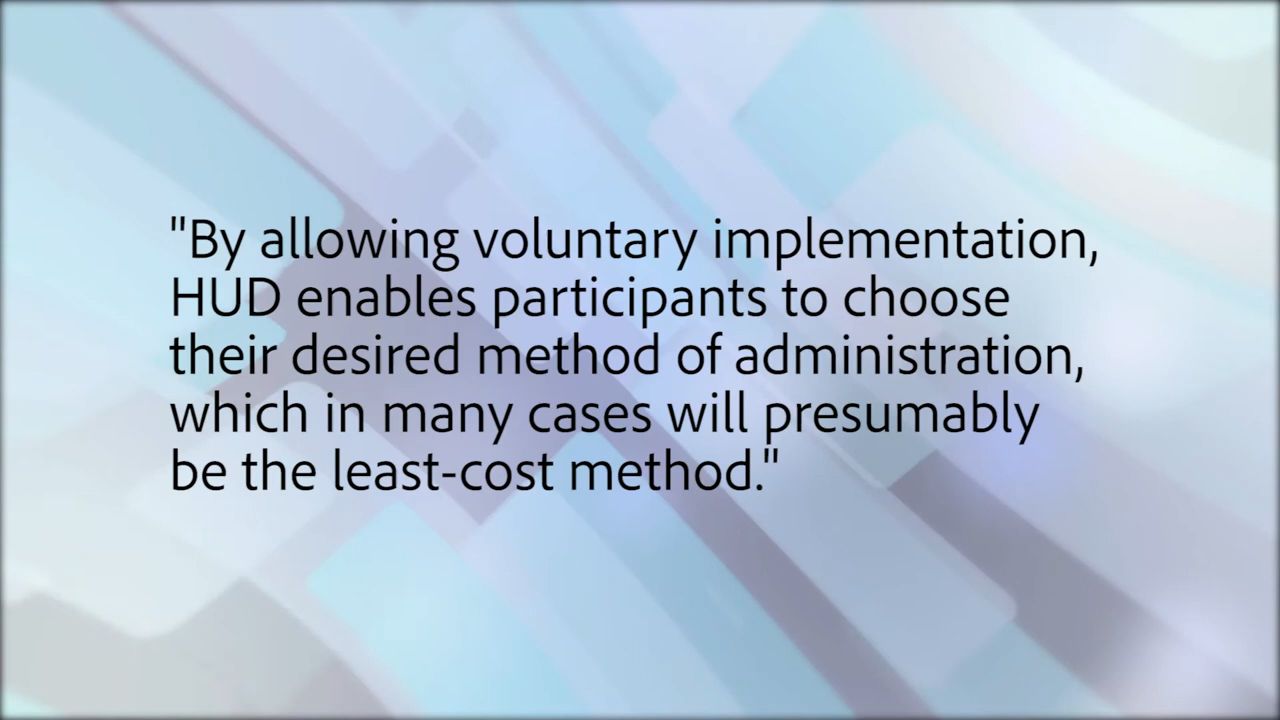 "By allowing voluntary implementation,
HUD enables participants to choose
their desired method of administration,
which in many cases will presumably
be the least-cost method."